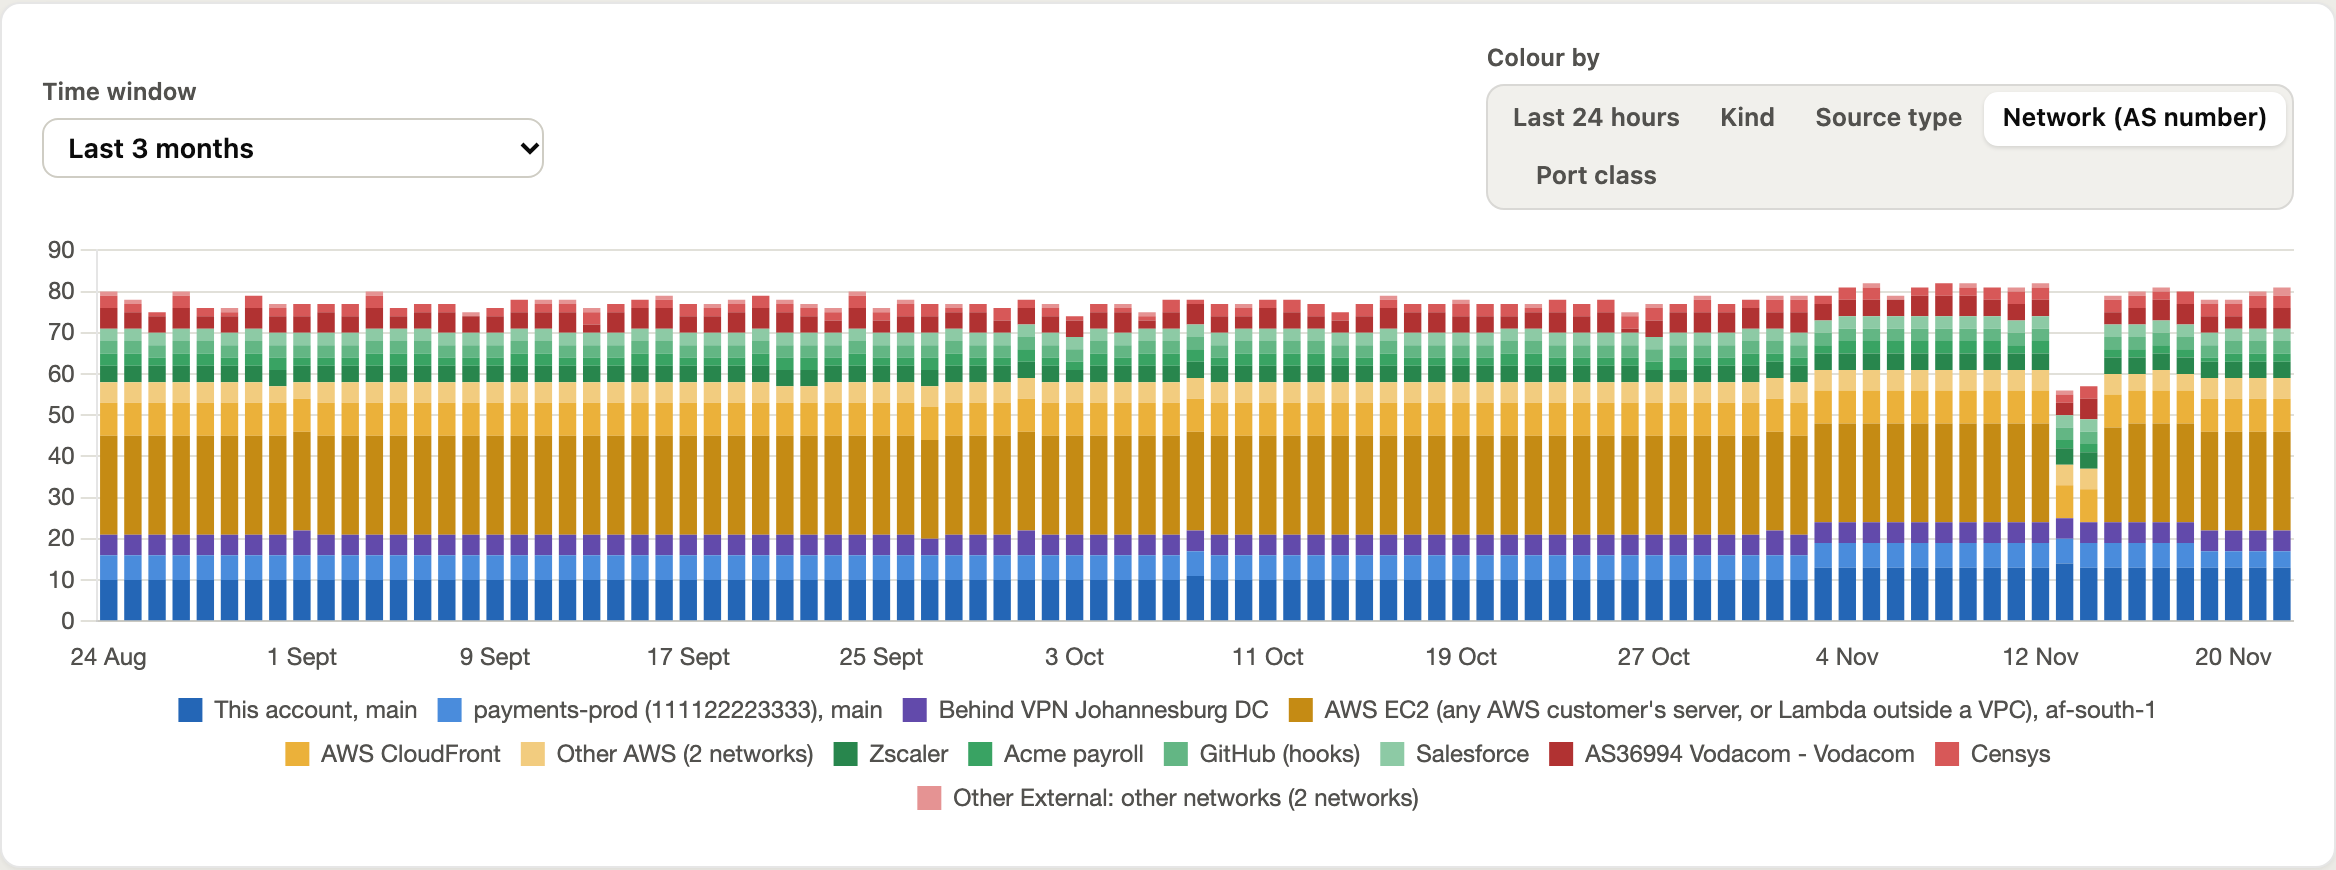 Colour by
Time window
Last 3 months
Last 24 hours Kind Source type Network (AS number)
Port class
90
80
70
60
50
40
30
20
10
0
24 Aug 1 Sept 9 Sept 17 Sept 25 Sept 3 Oct 11 Oct 19 Oct 27 Oct 4 Nov 12 Nov 20 Nov
This account, main payments-prod (111122223333), main Behind VPN Johannesburg DC AWS EC2 (any AWS customer's server, or Lambda outside a VPC), af-south-1
AWS CloudFront Other AWS (2 networks) Zscaler Acme payroll GitHub (hooks) Salesforce AS36994 Vodacom - Vodacom Censys
Other External: other networks (2 networks)